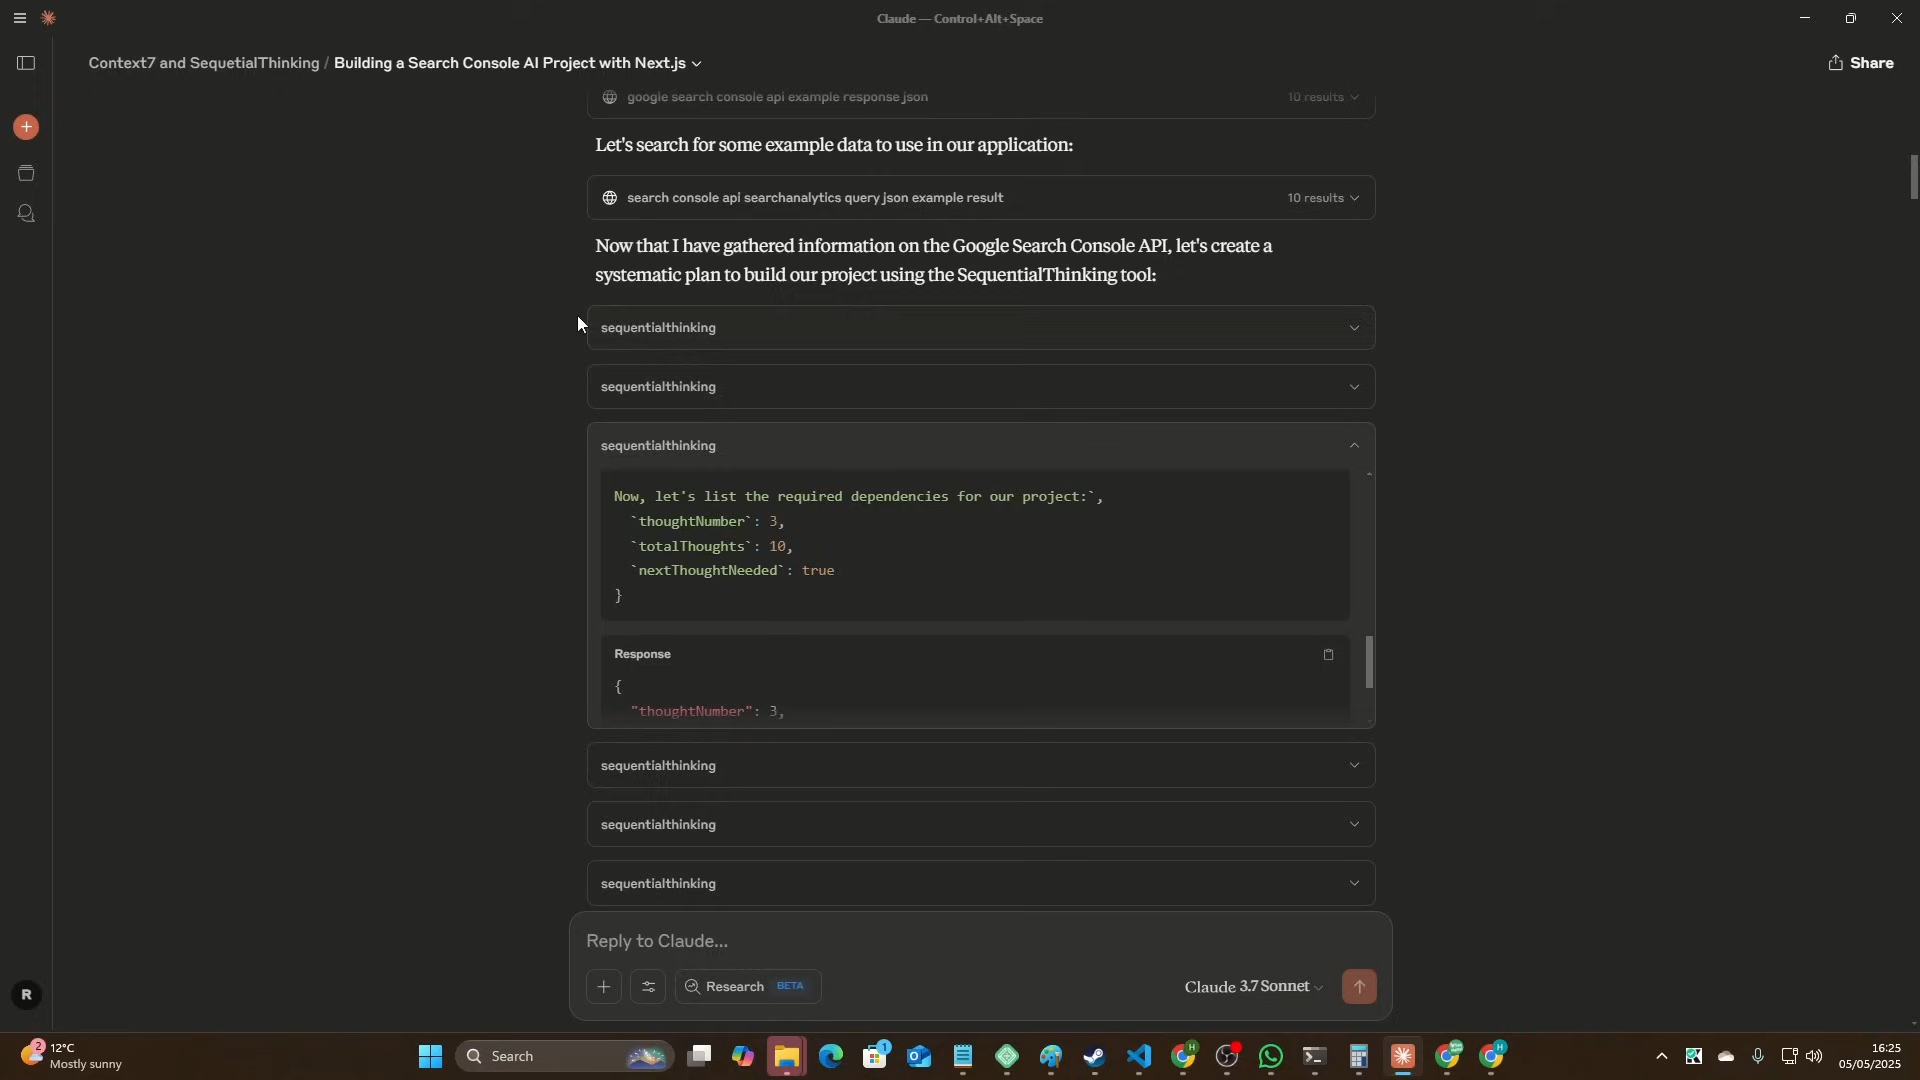 Claude — Control+Alt+Space
Context7 and SequetialThinking / Building a Search Console AI Project with Next.js
Share
google search console api example response json
10 results
Let's search for some example data to use in our application:
search console api searchanalytics query json example result
10 results
Now that I have gathered information on the Google Search Console API, let's create a
systematic plan to build our project using the SequentialThinking tool:
sequentialthinking
sequentialthinking
sequentialthinking
Now, let's list the required dependencies for our project:`,
`thoughtNumber`: 3,
`totalThoughts`: 10,
`nextThoughtNeeded`: true
}
Response
{
"thoughtNumber": 3,
sequentialthinking
sequentialthinking
sequentialthinking
Reply to Claude...
Research BETA
Claude 3.7 Sonnet
R
2
12°C
Mostly sunny
Search
1
H
H
16:25
05/05/2025